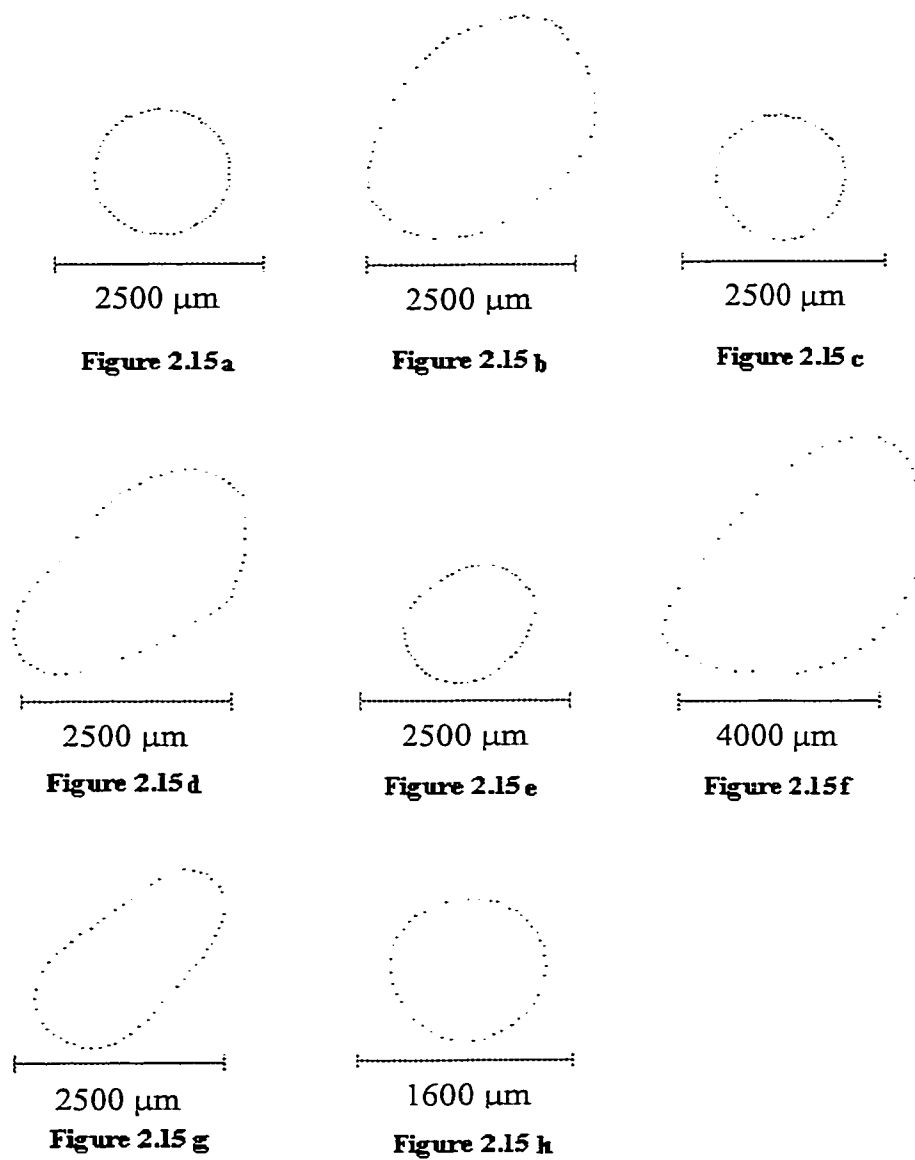 2500 μm
2500 μm
2500 μm
Figure 2.15 a
Figure 2.15 b
Figure 2.15 c
2500 μm
2500 μm
4000 μm
Figure 2.15 d
Figure 2.15 e
Figure 2.15 f
2500 μm
1600 μm
Figure 2.15 g
Figure 2.15 h